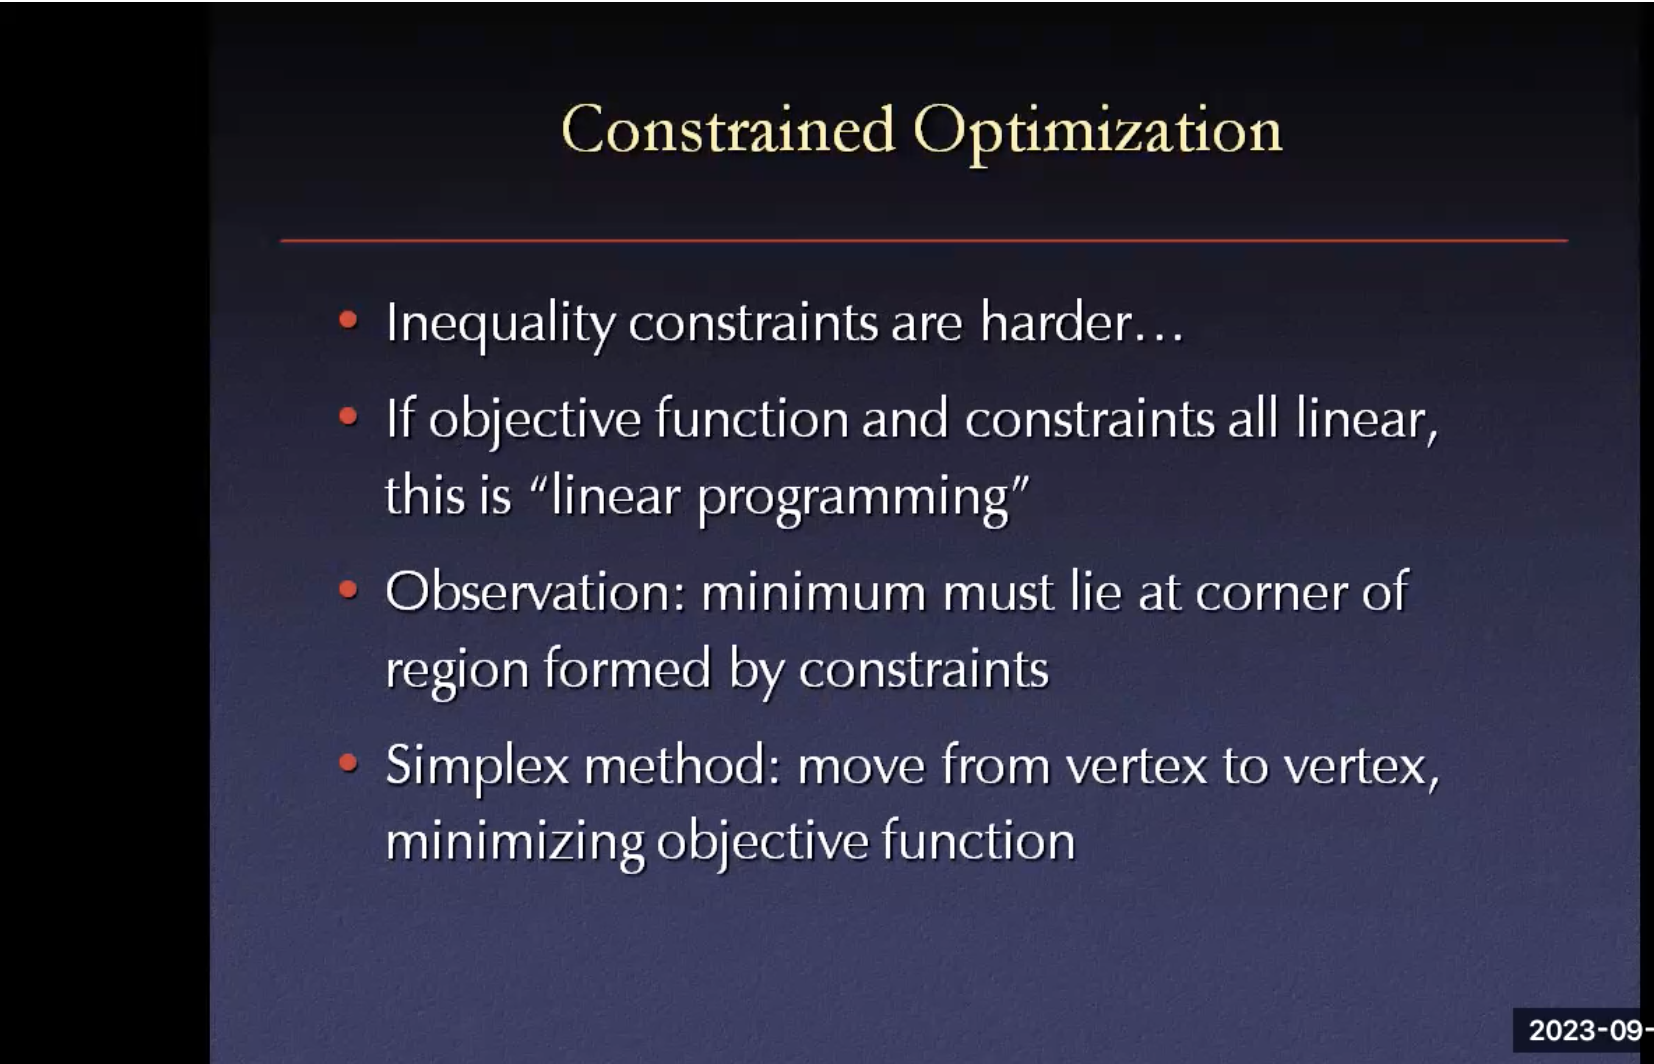 Constrained Optimization
• Inequality constraints are harder…
• If objective function and constraints all linear,
this is “linear programming”
• Observation: minimum must lie at corner of
region formed by constraints
• Simplex method: move from vertex to vertex,
minimizing objective function
2023-09-